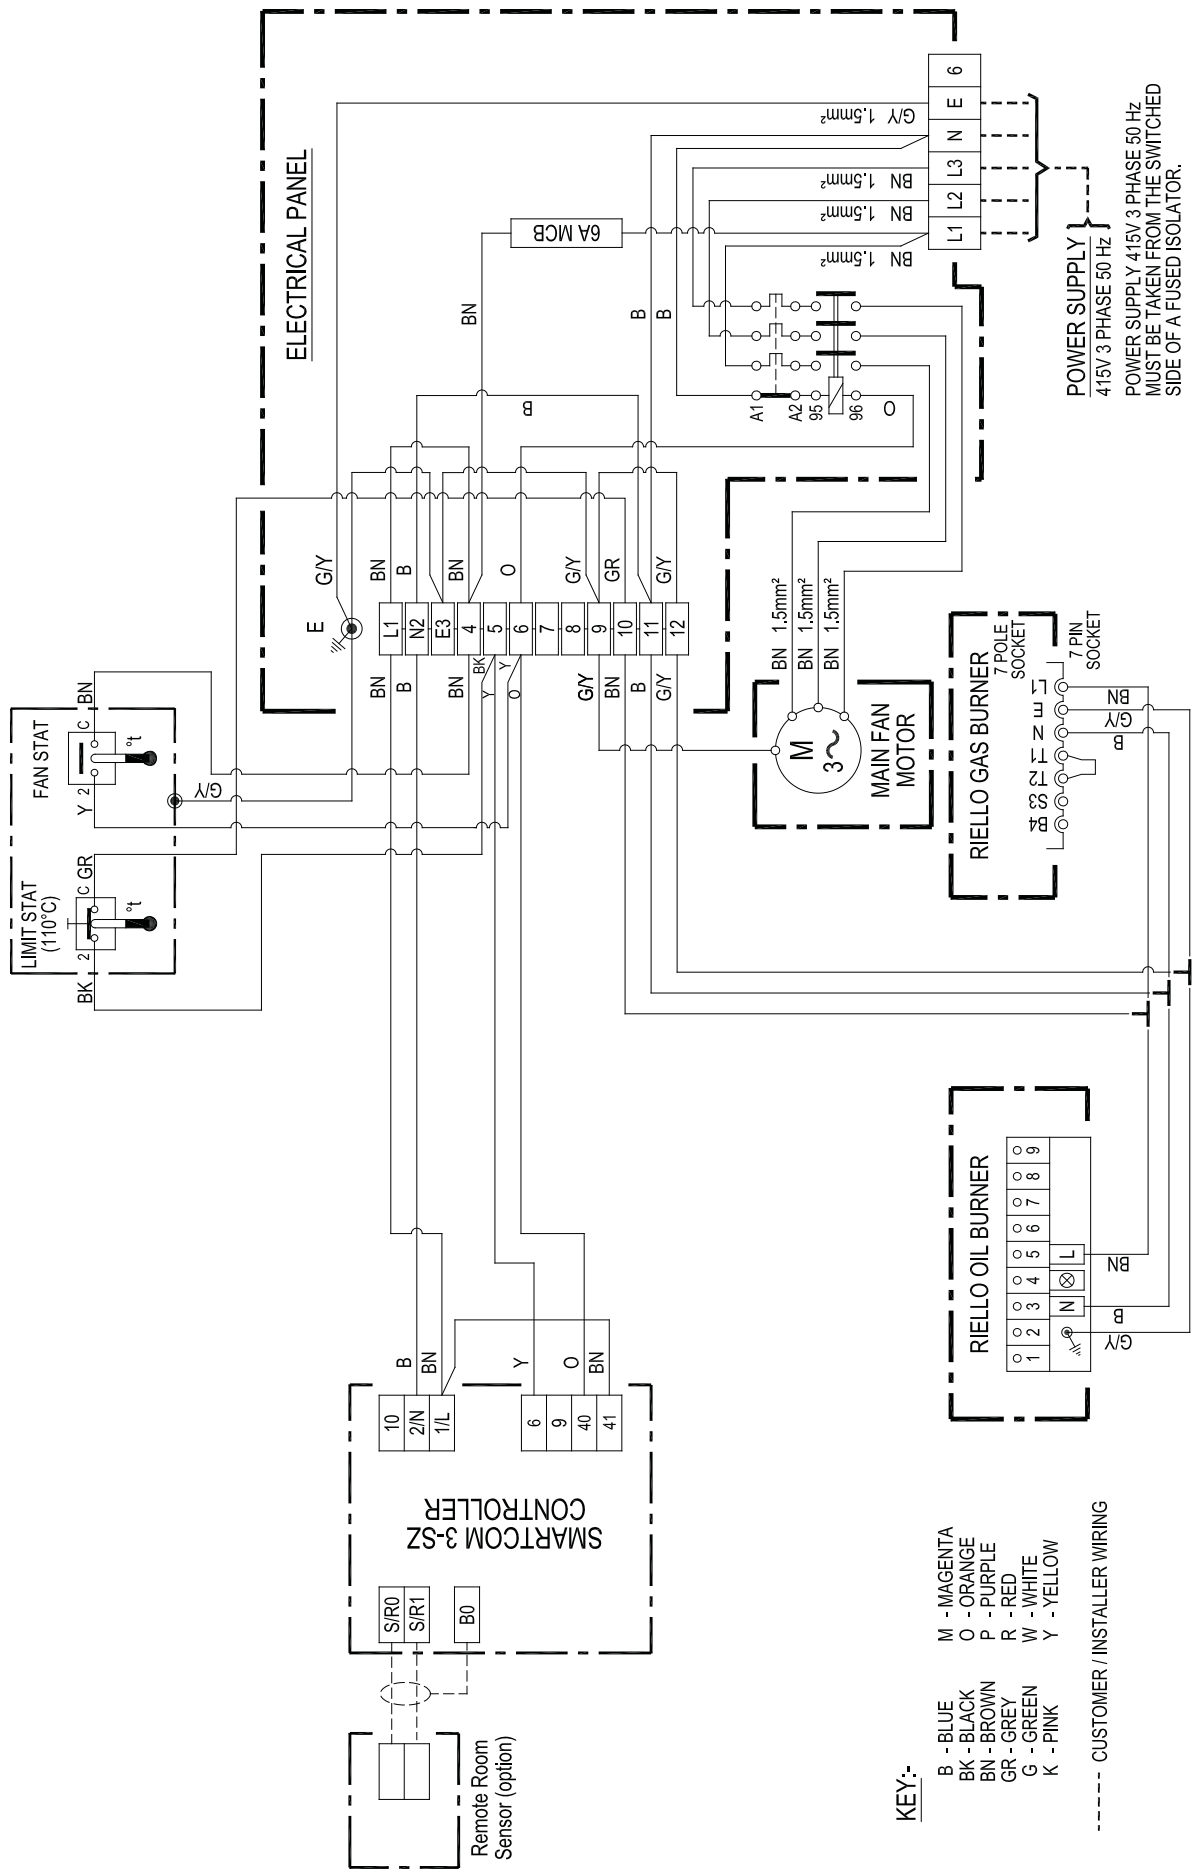 FAN STAT
C
BN
2
Y
°t
LIMIT STAT
(110°C)
C
GR
2
BK
°t
G/Y
ELECTRICAL PANEL
E
G/Y
BN
B
BN
O
G/Y
GR
G/Y
L1
N2
E3
4
5
6
7
8
9
10
11
12
BN
B
BN
BK
Y
Y
O
G/Y
BN
B
G/Y
BN
6A MCB
B
B
B
A1
A2
95
96
O
G/Y 1.5mm²
BN 1.5mm²
BN 1.5mm²
BN 1.5mm²
6
E
N
L3
L2
L1
POWER SUPPLY
415V 3 PHASE 50 Hz
POWER SUPPLY 415V 3 PHASE 50 Hz
MUST BE TAKEN FROM THE SWITCHED
SIDE OF A FUSED ISOLATOR.
BN 1.5mm²
BN 1.5mm²
BN 1.5mm²
M
3
MAIN FAN
MOTOR
RIELLO GAS BURNER
7 POLE
SOCKET
7 PIN
SOCKET
L1
E
N
T1
T2
S3
B4
BN
G/Y
B
RIELLO OIL BURNER
1
2
3
4
5
6
7
8
9
N
L
BN
B
G/Y
SMARTCOM 3-SZ
CONTROLLER
10
2/N
1/L
B
BN
6
9
40
41
Y
O
BN
S/R0
S/R1
B0
Remote Room
Sensor (option)
KEY:-
B - BLUE
BK - BLACK
BN - BROWN
GR - GREY
G - GREEN
K - PINK
M - MAGENTA
O - ORANGE
P - PURPLE
R - RED
W - WHITE
Y - YELLOW
------ CUSTOMER / INSTALLER WIRING